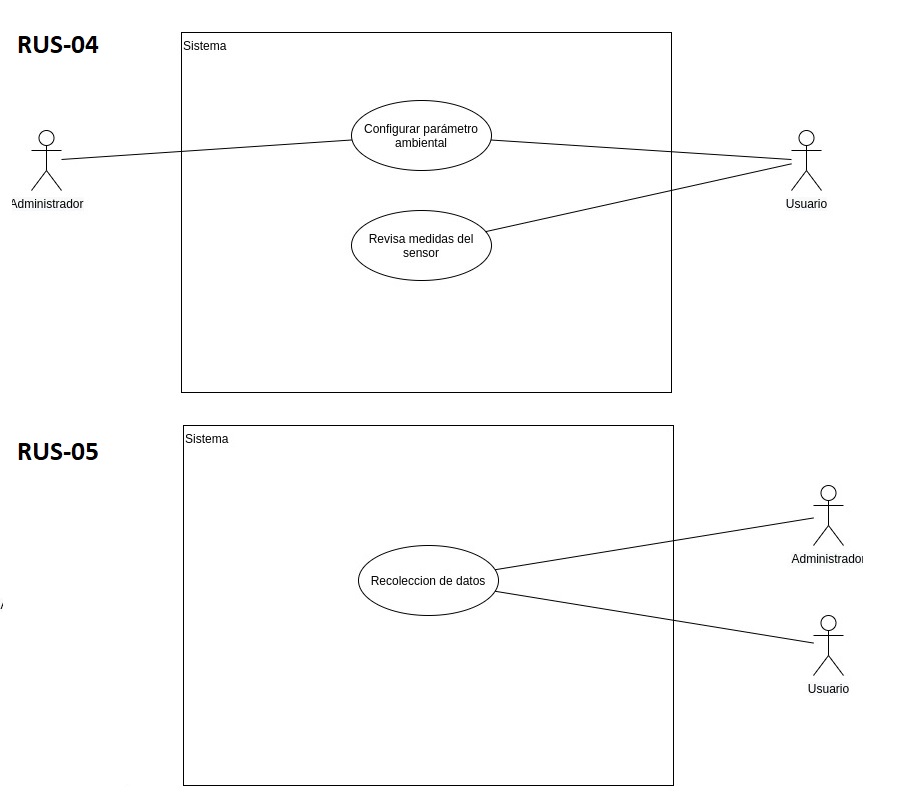 RUS-04
Sistema
Configurar parámetro
ambiental
Administrador
Usuario
Revisa medidas del
sensor
RUS-05
Sistema
Recoleccion de datos
Administrador
Usuario